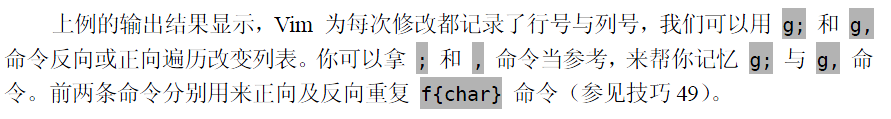 上例的输出结果显示，Vim 为每次修改都记录了行号与列号，我们可以用 g; 和 g,
命令反向或正向遍历改变列表。你可以拿 ; 和 , 命令当参考，来帮你记忆 g; 与 g, 命
令。前两条命令分别用来正向及反向重复 f{char} 命令（参见技巧 49）。